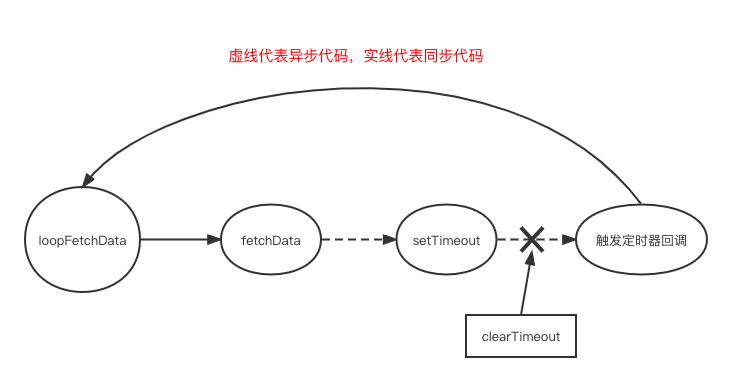 虚线代表异步代码，实线代表同步代码
loopFetchData
fetchData
setTimeout
触发定时器回调
clearTimeout